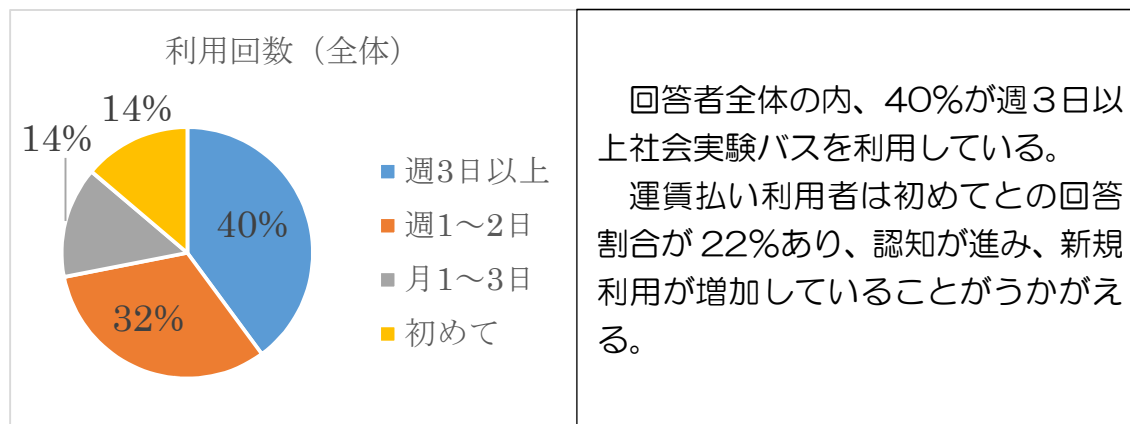 利用回数（全体）
14%
14%
40%
32%
週3日以上
週1～2日
月1～3日
初めて
回答者全体の内、40%が週３日以
上社会実験バスを利用している。
運賃払い利用者は初めてとの回答
割合が 22%あり、認知が進み、新規
利用が増加していることがうかがえ
る。